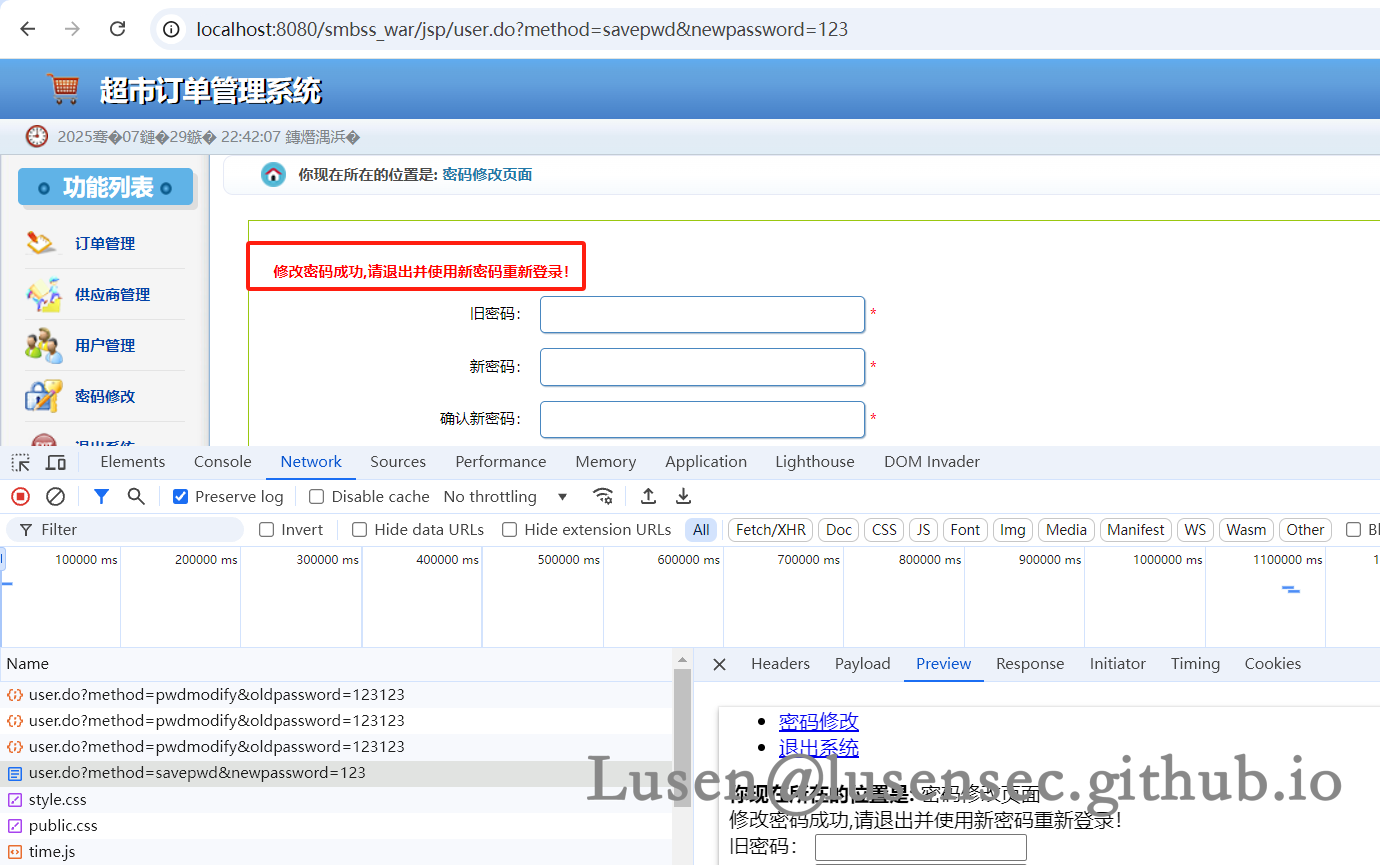 localhost:8080/smbss_war/jsp/user.do?method=savepwd&newpassword=123
超市订单管理系统
2025骞�07鏈�29鏃� 22:42:07 鏄熸湡浜�
功能列表
你现在所在的位置是: 密码修改页面
订单管理
供应商管理
用户管理
密码修改
退出系统
修改密码成功,请退出并使用新密码重新登录!
旧密码： *
新密码： *
确认新密码： *
Elements Console Network Sources Performance Memory Application Lighthouse DOM Invader
Preserve log Disable cache No throttling
Filter Invert Hide data URLs Hide extension URLs All Fetch/XHR Doc CSS JS Font Img Media Manifest WS Wasm Other
100000 ms 200000 ms 300000 ms 400000 ms 500000 ms 600000 ms 700000 ms 800000 ms 900000 ms 1000000 ms 1100000 ms
Name
user.do?method=pwdmodify&oldpassword=123123
user.do?method=pwdmodify&oldpassword=123123
user.do?method=pwdmodify&oldpassword=123123
user.do?method=savepwd&newpassword=123
style.css
public.css
time.js
Headers Payload Preview Response Initiator Timing Cookies
密码修改
退出系统
你现在所在的位置是: 密码修改页面
修改密码成功,请退出并使用新密码重新登录!
旧密码：
Lusen@lusensec.github.io